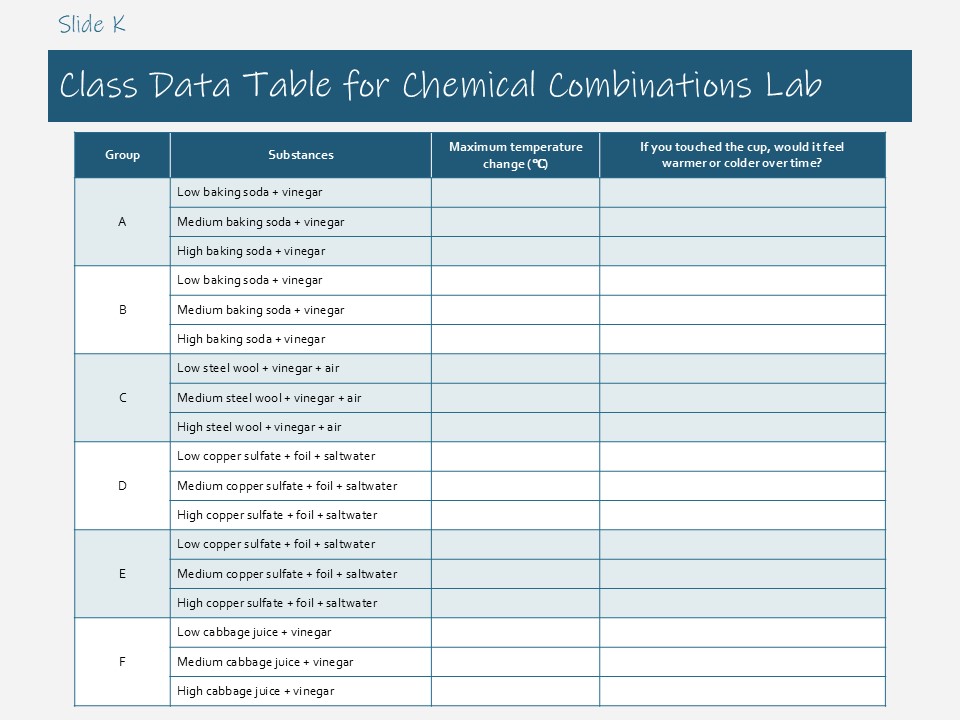 Slide K
Class Data Table for Chemical Combinations Lab
Group
Substances
Maximum temperature
change (℃)
If you touched the cup, would it feel
warmer or colder over time?
A
Low baking soda + vinegar
Medium baking soda + vinegar
High baking soda + vinegar
B
Low baking soda + vinegar
Medium baking soda + vinegar
High baking soda + vinegar
C
Low steel wool + vinegar + air
Medium steel wool + vinegar + air
High steel wool + vinegar + air
D
Low copper sulfate + foil + saltwater
Medium copper sulfate + foil + saltwater
High copper sulfate + foil + saltwater
E
Low copper sulfate + foil + saltwater
Medium copper sulfate + foil + saltwater
High copper sulfate + foil + saltwater
F
Low cabbage juice + vinegar
Medium cabbage juice + vinegar
High cabbage juice + vinegar